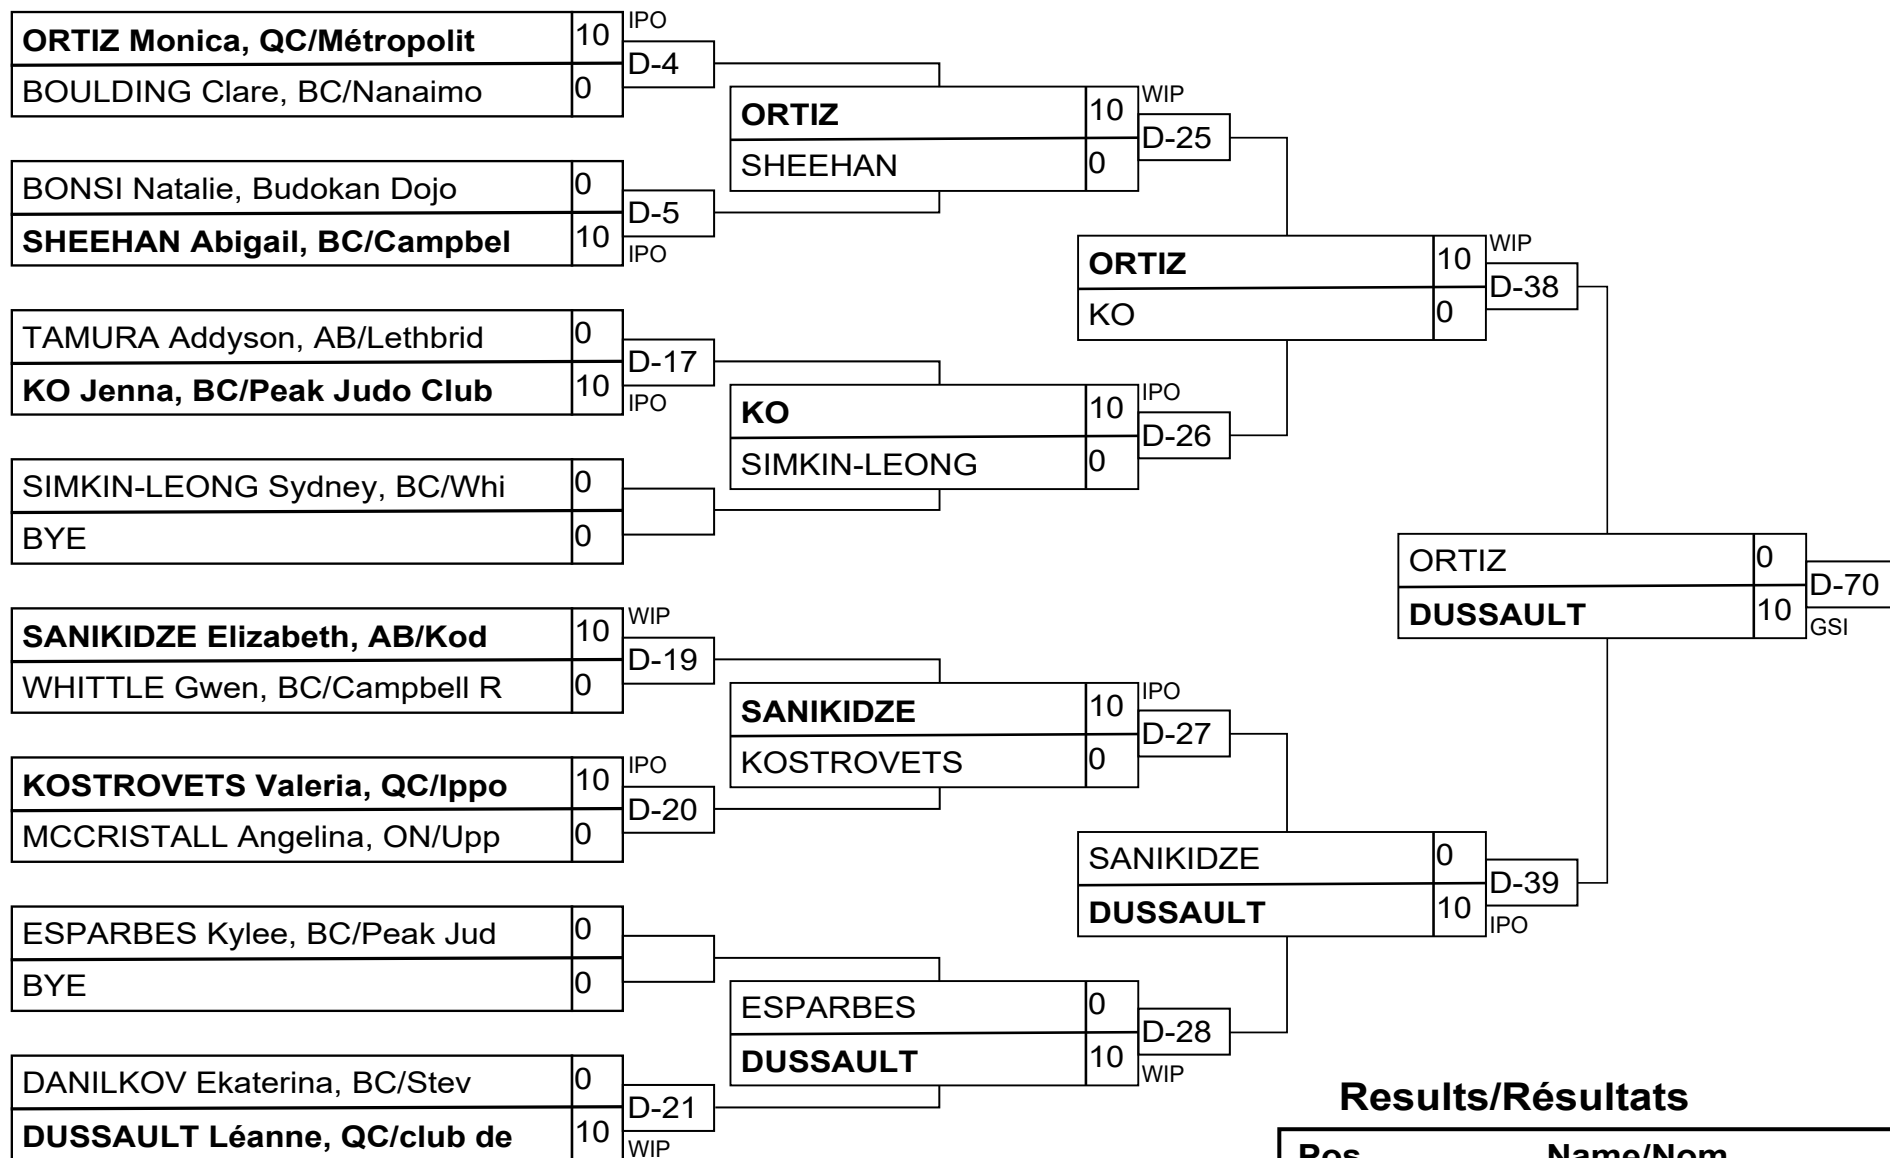 ORTIZ Monica, QC/Métropolit 10 IPO
D-4
BOULDING Clare, BC/Nanaimo 0
BONSI Natalie, Budokan Dojo 0
D-5
SHEEHAN Abigail, BC/Campbel 10 IPO
TAMURA Addyson, AB/Lethbrid 0
D-17
KO Jenna, BC/Peak Judo Club 10 IPO
SIMKIN-LEONG Sydney, BC/Whi 0
BYE 0
SANIKIDZE Elizabeth, AB/Kod 10 WIP
D-19
WHITTLE Gwen, BC/Campbell R 0
KOSTROVETS Valeria, QC/Ippo 10 IPO
D-20
MCCRISTALL Angelina, ON/Upp 0
ESPARBES Kylee, BC/Peak Jud 0
BYE 0
DANILKOV Ekaterina, BC/Stev 0
D-21
DUSSAULT Léanne, QC/club de 10 WIP
ORTIZ 10 WIP
D-25
SHEEHAN 0
KO 10 IPO
D-26
SIMKIN-LEONG 0
SANIKIDZE 10 IPO
D-27
KOSTROVETS 0
ESPARBES 0
D-28
DUSSAULT 10 WIP
ORTIZ 10 WIP
D-38
KO 0
SANIKIDZE 0
D-39
DUSSAULT 10 IPO
ORTIZ 0
D-70
DUSSAULT 10 GSI
Results/Résultats
Pos Name/Nom